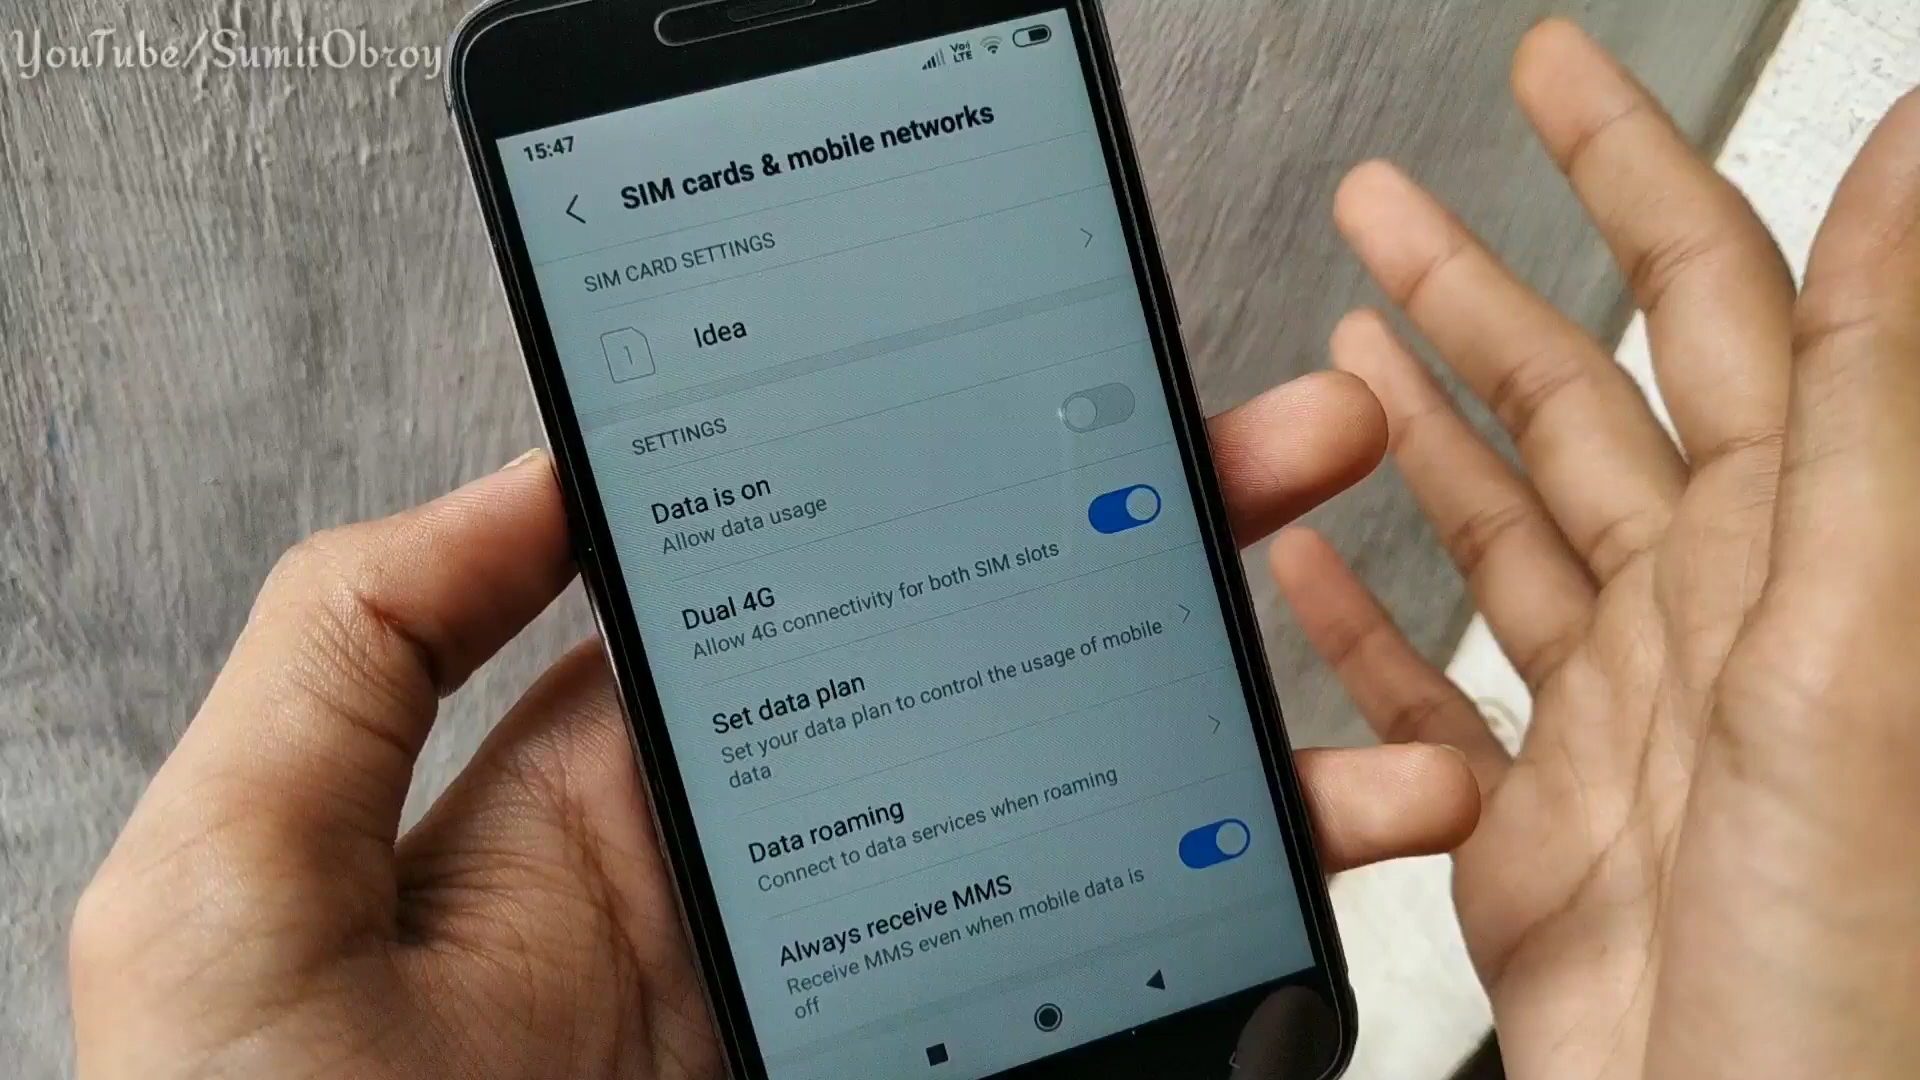 YouTube/SumitObroy
Vo
LTE
15:47
SIM cards & mobile networks
SIM CARD SETTINGS
1
Idea
SETTINGS
Data is on
Allow data usage
Dual 4G
Allow 4G connectivity for both SIM slots
Set data plan
Set your data plan to control the usage of mobile
data
Data roaming
Connect to data services when roaming
Always receive MMS
Receive MMS even when mobile data is
off